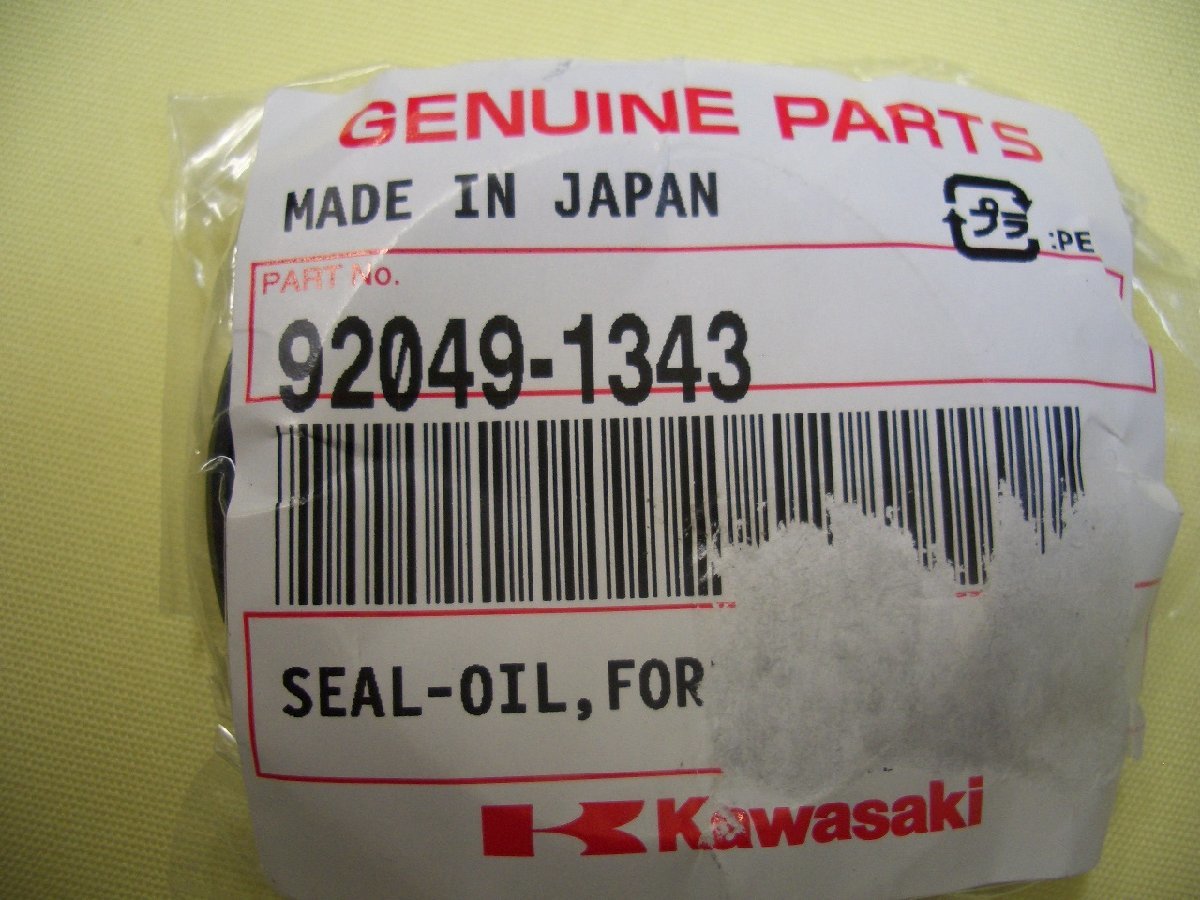 GENUINE PARTS
MADE IN JAPAN
プラ :PE
PART No.
92049-1343
SEAL-OIL,FOR
Kawasaki